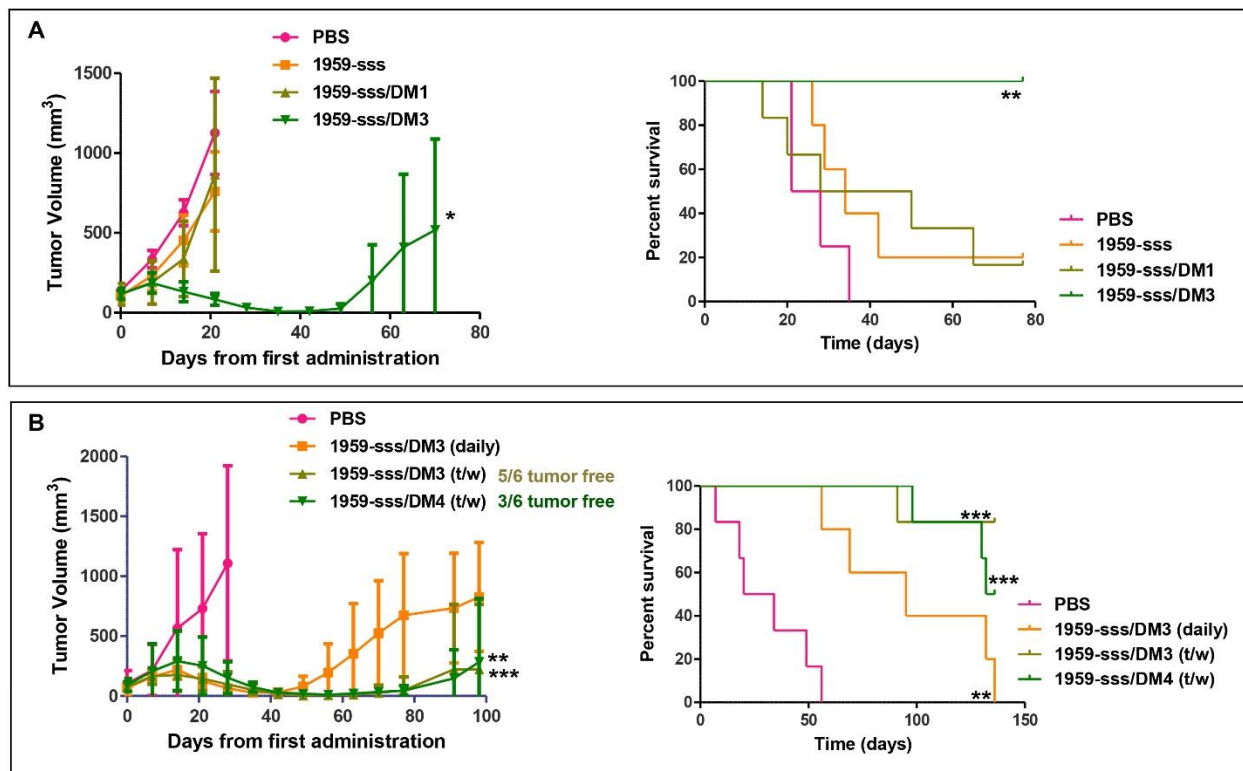 A
PBS
1959-sss
1959-sss/DM1
1959-sss/DM3
Tumor Volume (mm³)
1500
1000
500
0
*
0 20 40 60 80
Days from first administration
Percent survival
100
80
60
40
20
0
**
PBS
1959-sss
1959-sss/DM1
1959-sss/DM3
0 20 40 60 80
Time (days)
B
PBS
1959-sss/DM3 (daily)
1959-sss/DM3 (t/w) 5/6 tumor free
1959-sss/DM4 (t/w) 3/6 tumor free
Tumor Volume (mm³)
2000
1500
1000
500
0
**
***
0 20 40 60 80 100
Days from first administration
Percent survival
100
80
60
40
20
0
***
***
**
PBS
1959-sss/DM3 (daily)
1959-sss/DM3 (t/w)
1959-sss/DM4 (t/w)
0 50 100 150
Time (days)